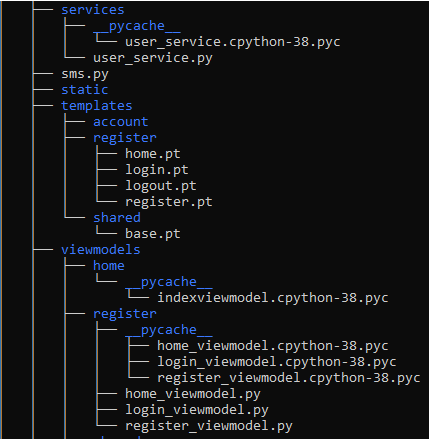 services
__pycache__
user_service.cpython-38.pyc
user_service.py
sms.py
static
templates
account
register
home.pt
login.pt
logout.pt
register.pt
shared
base.pt
viewmodels
home
__pycache__
indexviewmodel.cpython-38.pyc
register
__pycache__
home_viewmodel.cpython-38.pyc
login_viewmodel.cpython-38.pyc
register_viewmodel.cpython-38.pyc
home_viewmodel.py
login_viewmodel.py
register_viewmodel.py